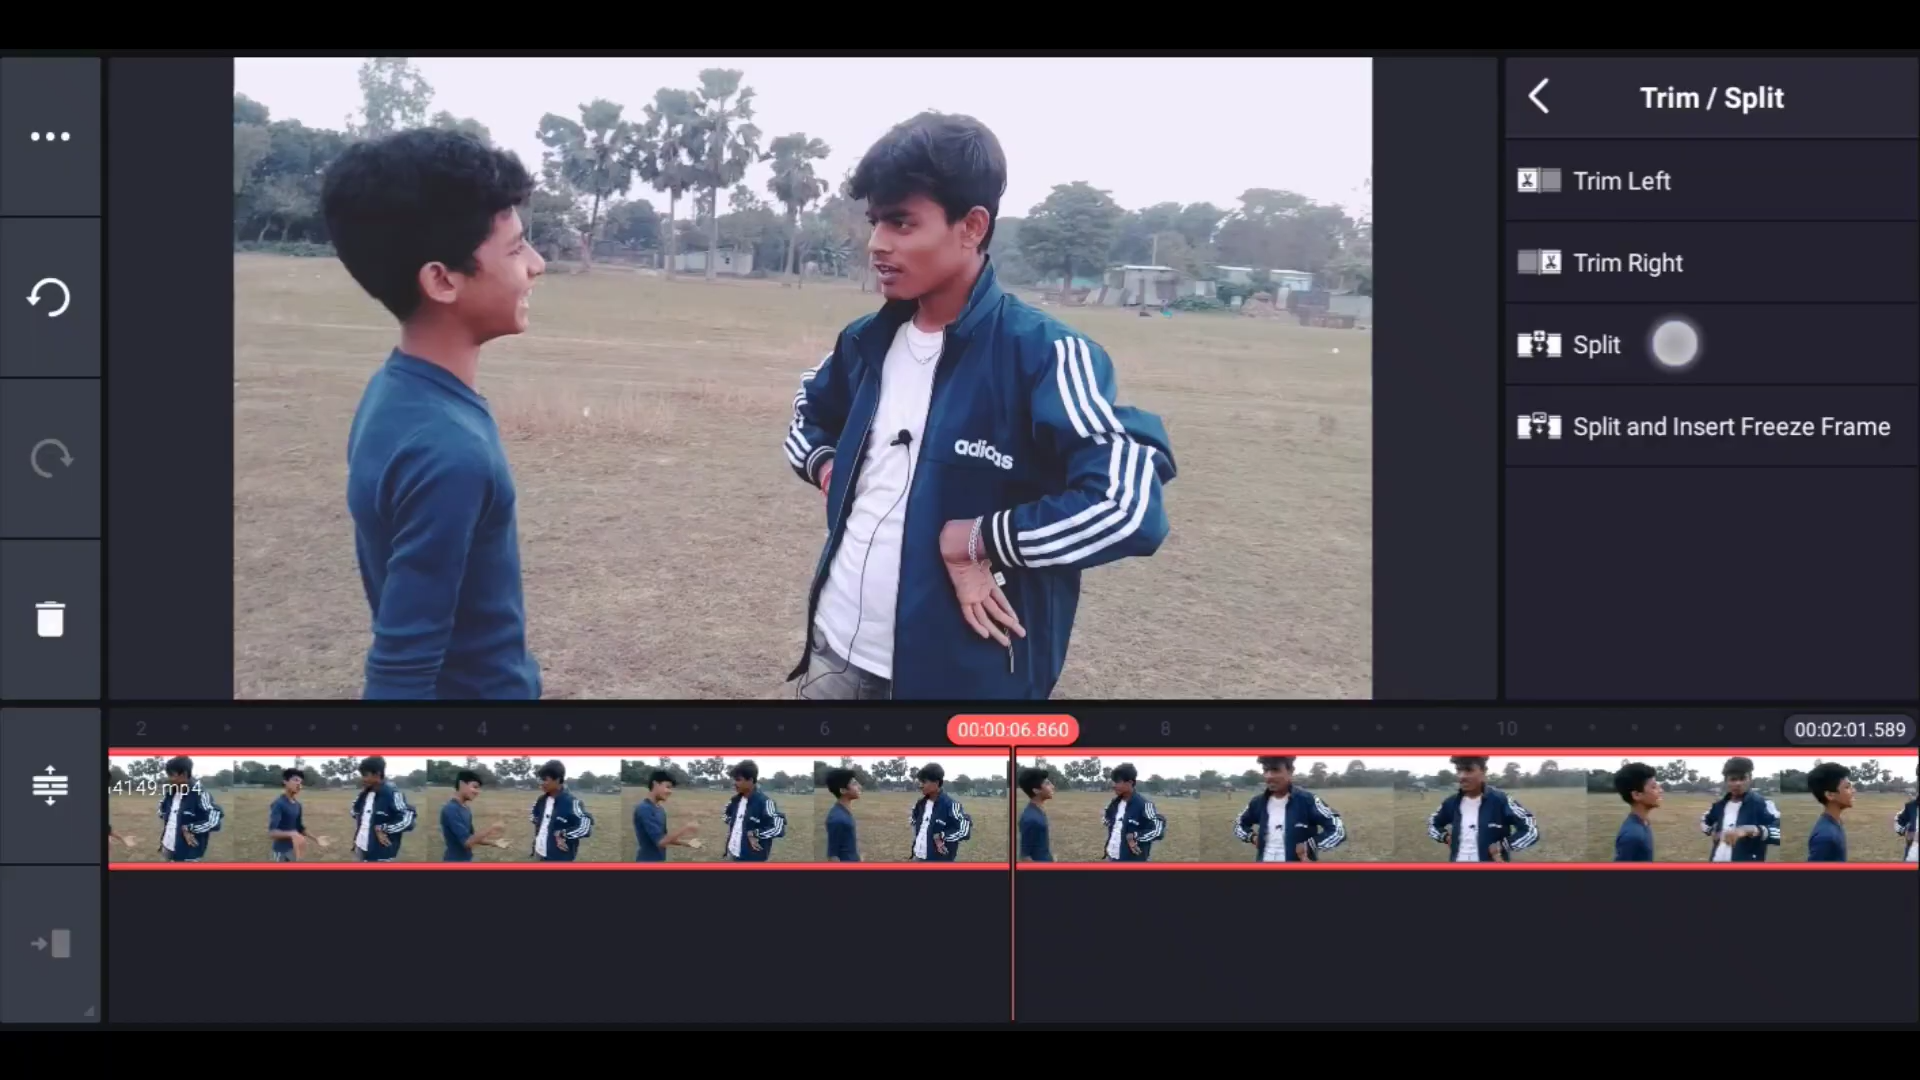 Trim / Split
Trim Left
Trim Right
Split
Split and Insert Freeze Frame
adidas
2
4
6
00:00:06.860
8
10
00:02:01.589
4149.mp4